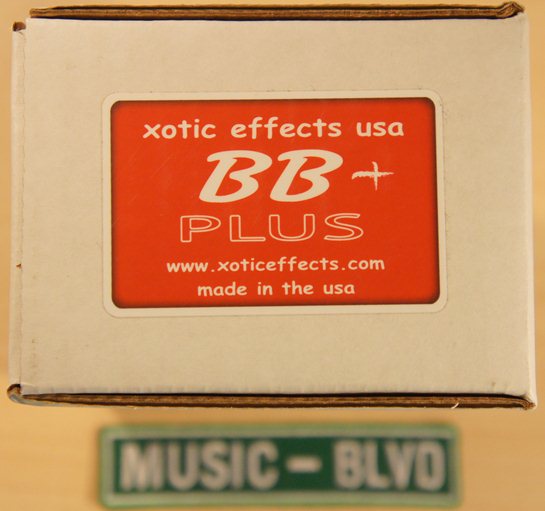 xotic effects usa
BB+
PLUS
www.xoticeffects.com
made in the usa
MUSIC - BLVD